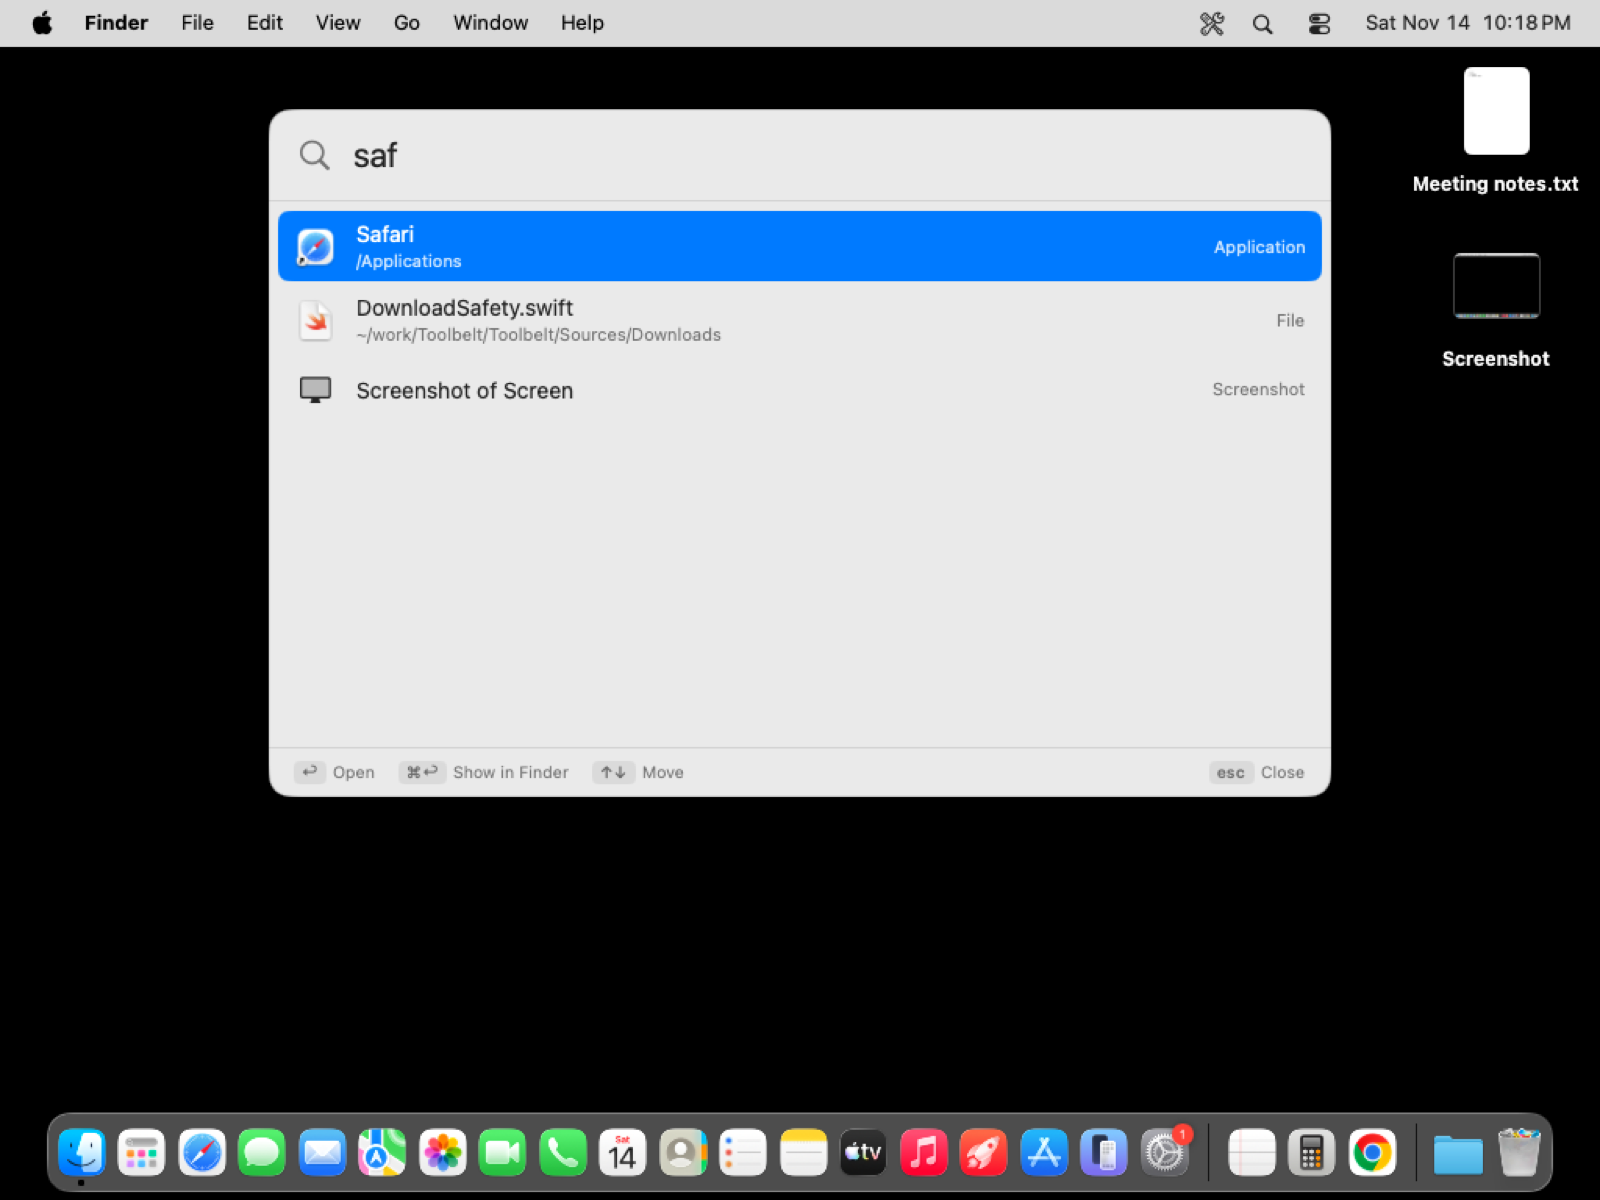 Finder File Edit View Go Window Help Sat Nov 14 10:18 PM
Meeting notes.txt
Screenshot
saf
Safari
/Applications
Application
DownloadSafety.swift
~/work/Toolbelt/Toolbelt/Sources/Downloads
File
Screenshot of Screen
Screenshot
↩ Open ⌘↩ Show in Finder ↑↓ Move esc Close
Sat
14
tv
1